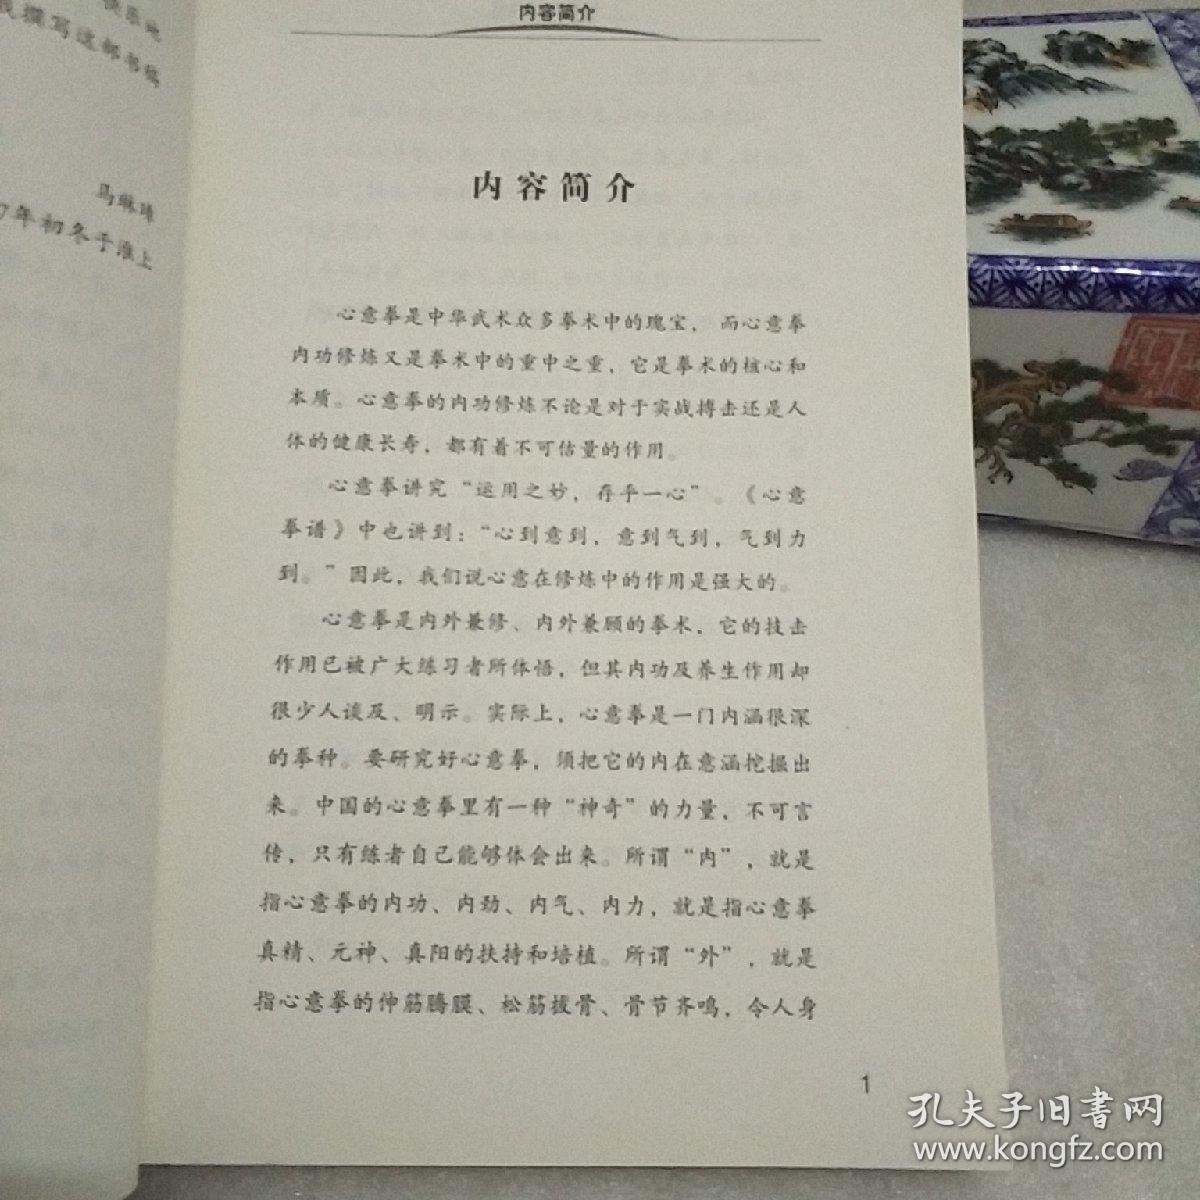 快乐地
撰写这部书稿
马琳璋
7年初冬于淮上
内容简介
内容简介
心意拳是中华武术众多拳术中的瑰宝，而心意拳
内功修炼又是拳术中的重中之重，它是拳术的核心和
本质。心意拳的内功修炼不论是对于实战搏击还是人
体的健康长寿，都有着不可估量的作用。
心意拳讲究“运用之妙，存乎一心”。《心意
拳谱》中也讲到：“心到意到，意到气到，气到力
到。”因此，我们说心意在修炼中的作用是强大的。
心意拳是内外兼修、内外兼顾的拳术，它的技击
作用已被广大练习者所体悟，但其内功及养生作用却
很少人谈及、明示。实际上，心意拳是一门内涵很深
的拳种。要研究好心意拳，须把它的内在意涵挖掘出
来。中国的心意拳里有一种“神奇”的力量，不可言
传，只有练者自己能够体会出来。所谓“内”，就是
指心意拳的内功、内劲、内气、内力，就是指心意拳
真精、元神、真阳的扶持和培植。所谓“外”，就是
指心意拳的伸筋腾膜、松筋拔骨、骨节齐鸣，令人身
1
孔夫子旧书网
www.kongfz.com